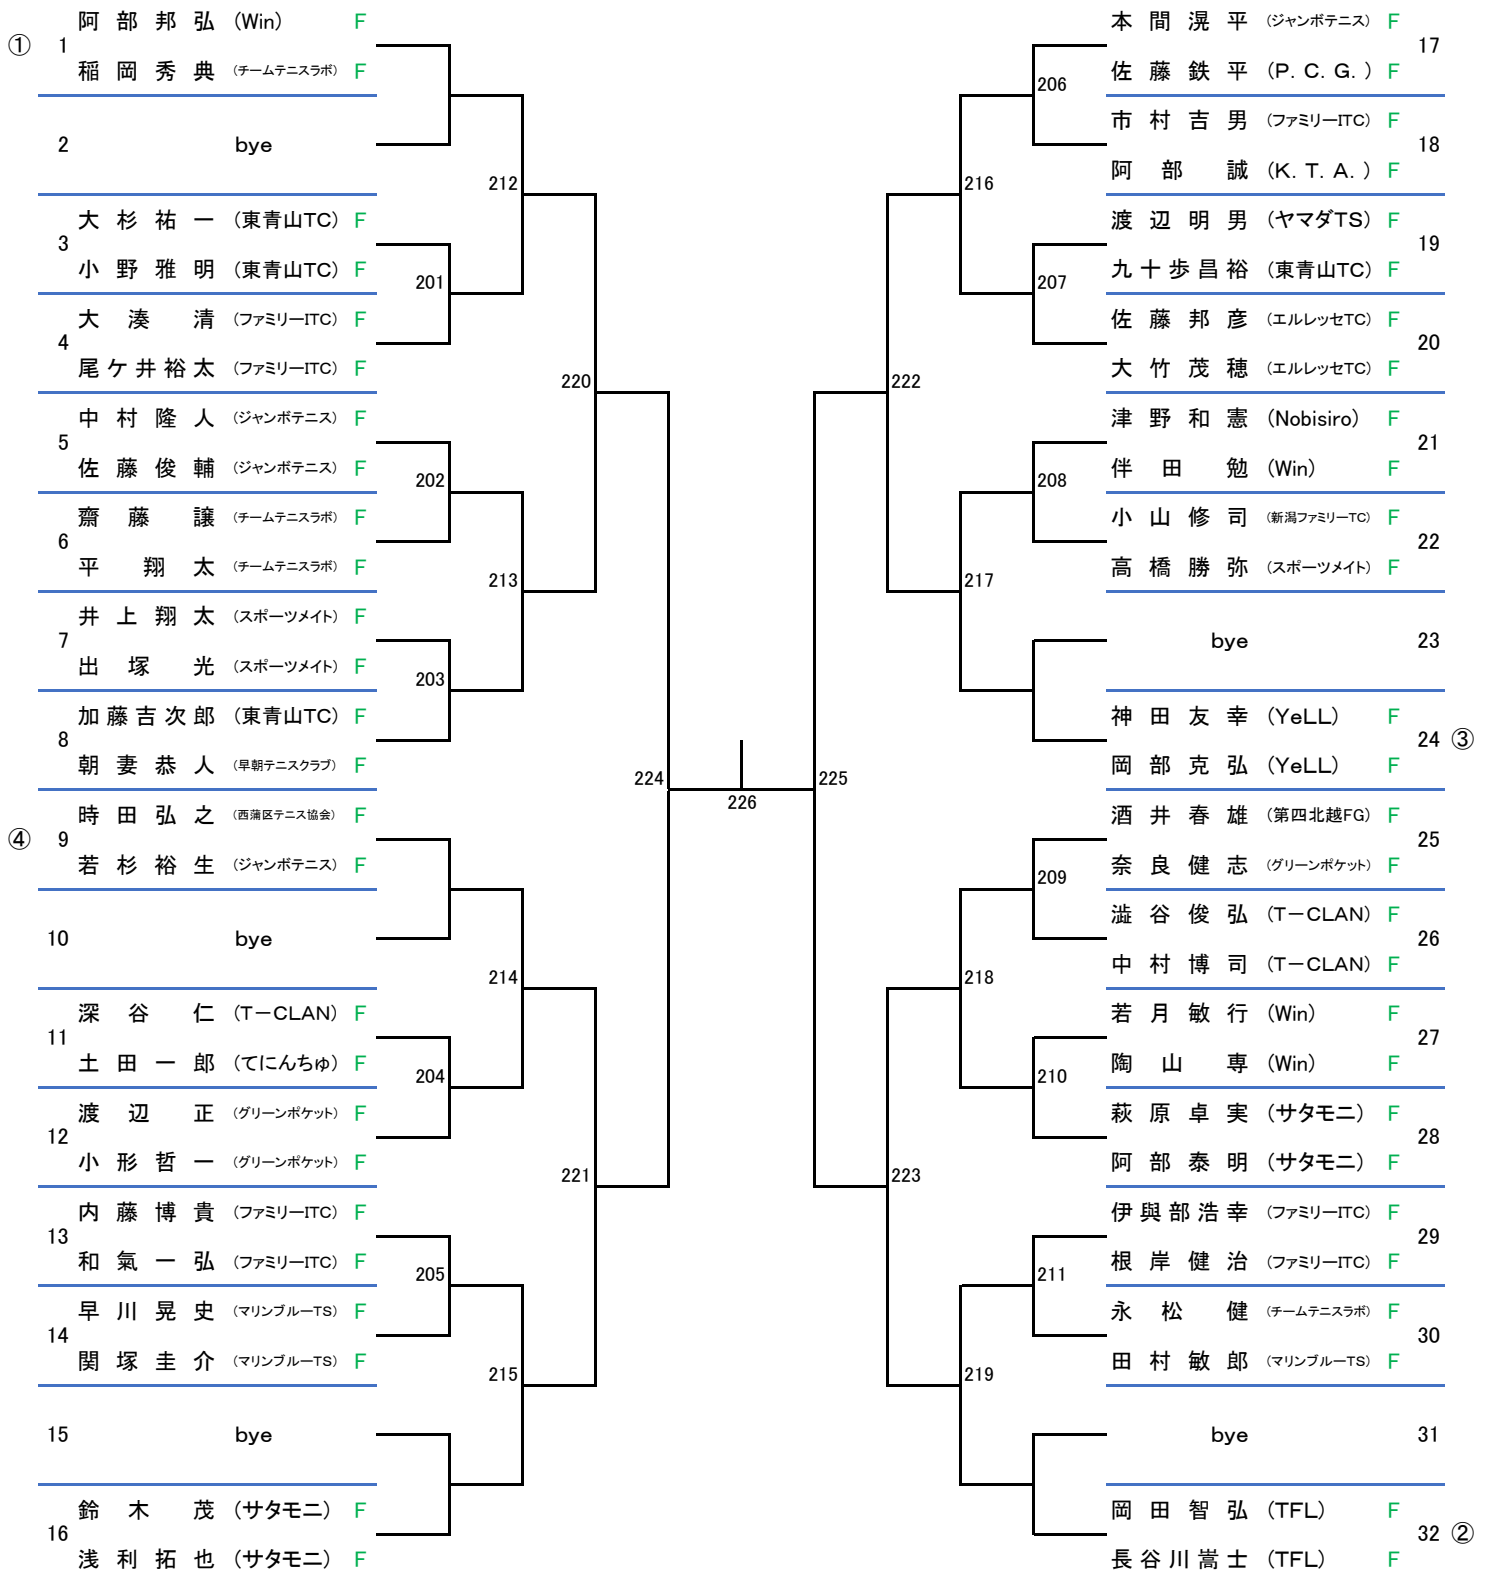 ① 1 阿部邦弘 (Win) F
稲岡秀典 (チームテニスラボ) F
2 bye
3 大杉祐一 (東青山TC) F
小野雅明 (東青山TC) F
4 大湊清 (ファミリーITC) F
尾ケ井裕太 (ファミリーITC) F
5 中村隆人 (ジャンボテニス) F
佐藤俊輔 (ジャンボテニス) F
6 齋藤譲 (チームテニスラボ) F
平翔太 (チームテニスラボ) F
7 井上翔太 (スポーツメイト) F
出塚光 (スポーツメイト) F
8 加藤吉次郎 (東青山TC) F
朝妻恭人 (早朝テニスクラブ) F
④ 9 時田弘之 (西蒲区テニス協会) F
若杉裕生 (ジャンボテニス) F
10 bye
11 深谷仁 (T－CLAN) F
土田一郎 (てにんちゅ) F
12 渡辺正 (グリーンポケット) F
小形哲一 (グリーンポケット) F
13 内藤博貴 (ファミリーITC) F
和氣一弘 (ファミリーITC) F
14 早川晃史 (マリンブルーTS) F
関塚圭介 (マリンブルーTS) F
15 bye
16 鈴木茂 (サタモニ) F
浅利拓也 (サタモニ) F
201
202
203
204
205
212
213
214
215
220
221
224
226
225
222
223
216
217
218
219
206
207
208
209
210
211
本間滉平 (ジャンボテニス) F 17
佐藤鉄平 (P.C.G.) F
市村吉男 (ファミリーITC) F 18
阿部誠 (K.T.A.) F
渡辺明男 (ヤマダTS) F 19
九十歩昌裕 (東青山TC) F
佐藤邦彦 (エルレッセTC) F 20
大竹茂穂 (エルレッセTC) F
津野和憲 (Nobisiro) F 21
伴田勉 (Win) F
小山修司 (新潟ファミリーTC) F 22
高橋勝弥 (スポーツメイト) F
bye 23
神田友幸 (YeLL) F 24 ③
岡部克弘 (YeLL) F
酒井春雄 (第四北越FG) F 25
奈良健志 (グリーンポケット) F
澁谷俊弘 (T－CLAN) F 26
中村博司 (T－CLAN) F
若月敏行 (Win) F 27
陶山専 (Win) F
萩原卓実 (サタモニ) F 28
阿部泰明 (サタモニ) F
伊與部浩幸 (ファミリーITC) F 29
根岸健治 (ファミリーITC) F
永松健 (チームテニスラボ) F 30
田村敏郎 (マリンブルーTS) F
bye 31
岡田智弘 (TFL) F 32 ②
長谷川嵩士 (TFL) F